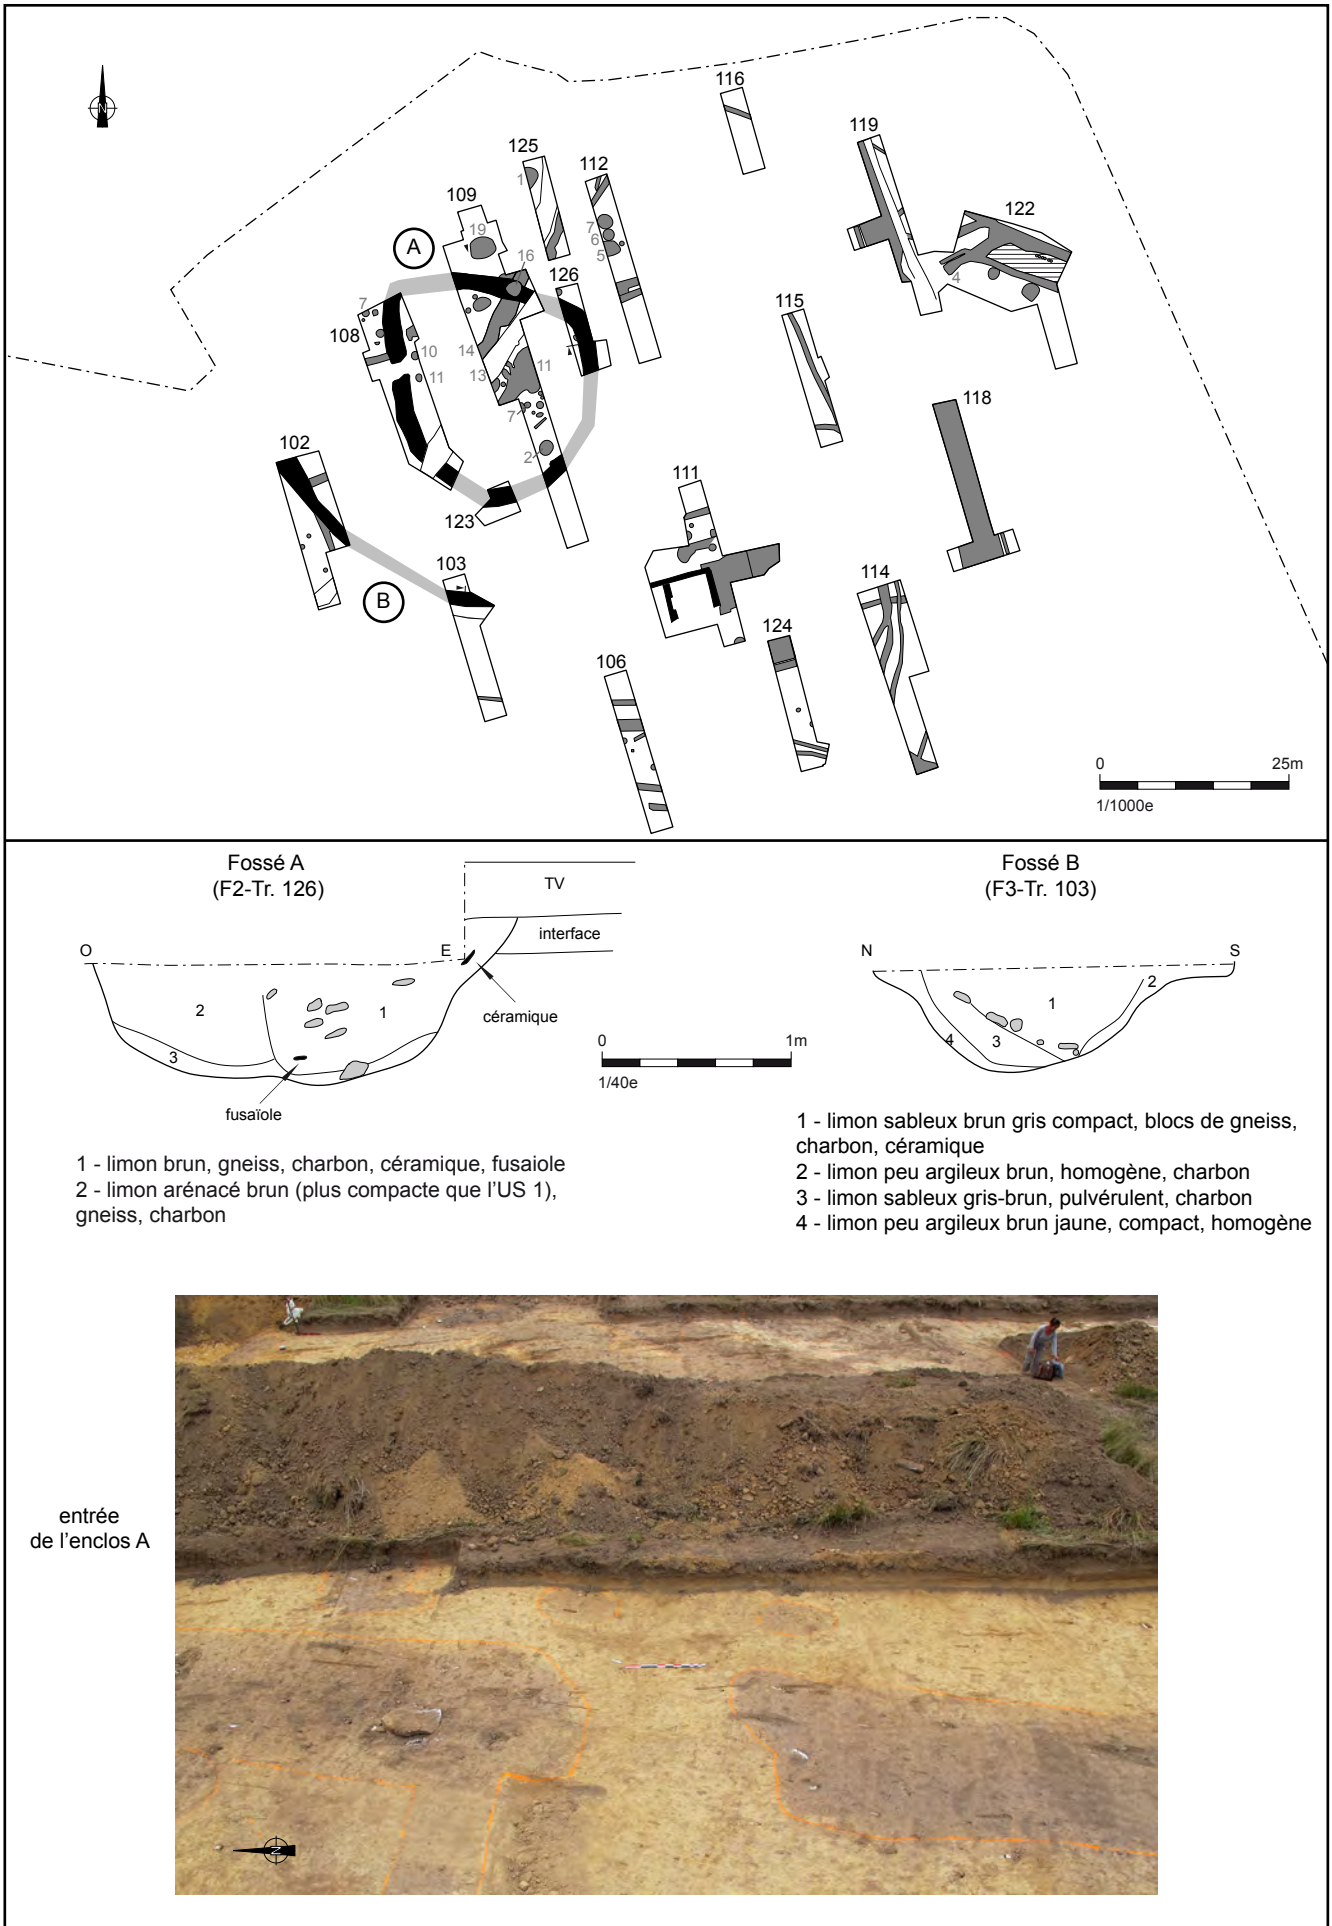 N
116
119
125
112
109
122
1
A
19
7
6
5
16
126
4
7
108
115
10
14
11
13
11
7
118
102
2
111
123
103
114
B
124
106
0 25m
1/1000e
Fossé A
(F2-Tr. 126)
TV
interface
O E
2
1
3
céramique
fusaïole
0 1m
1/40e
Fossé B
(F3-Tr. 103)
N S
2
1
3
4
1 - limon brun, gneiss, charbon, céramique, fusaiole
2 - limon arénacé brun (plus compacte que l'US 1),
gneiss, charbon
1 - limon sableux brun gris compact, blocs de gneiss,
charbon, céramique
2 - limon peu argileux brun, homogène, charbon
3 - limon sableux gris-brun, pulvérulent, charbon
4 - limon peu argileux brun jaune, compact, homogène
entrée
de l'enclos A
N